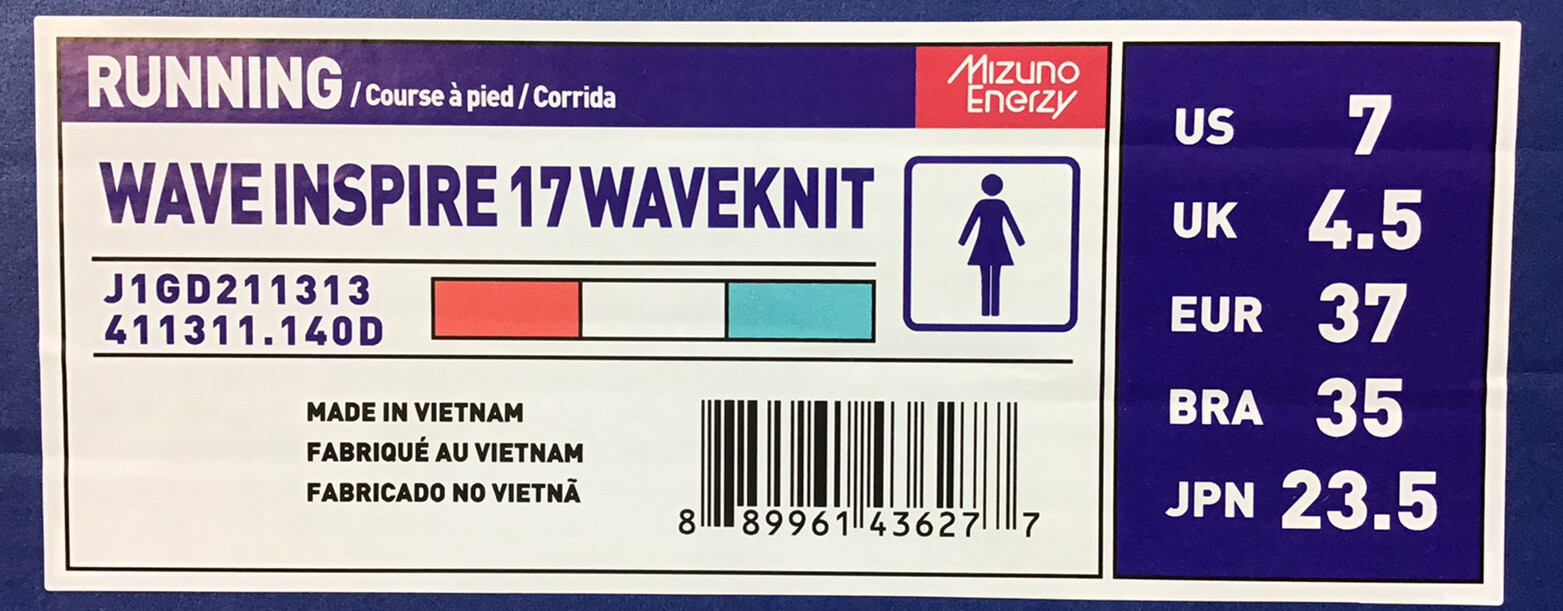 RUNNING / Course à pied / Corrida
Mizuno
Enerzy
WAVE INSPIRE 17 WAVEKNIT
J1GD211313
411311.140D
MADE IN VIETNAM
FABRIQUÉ AU VIETNAM
FABRICADO NO VIETNÃ
8 89961 43627 7
US 7
UK 4.5
EUR 37
BRA 35
JPN 23.5